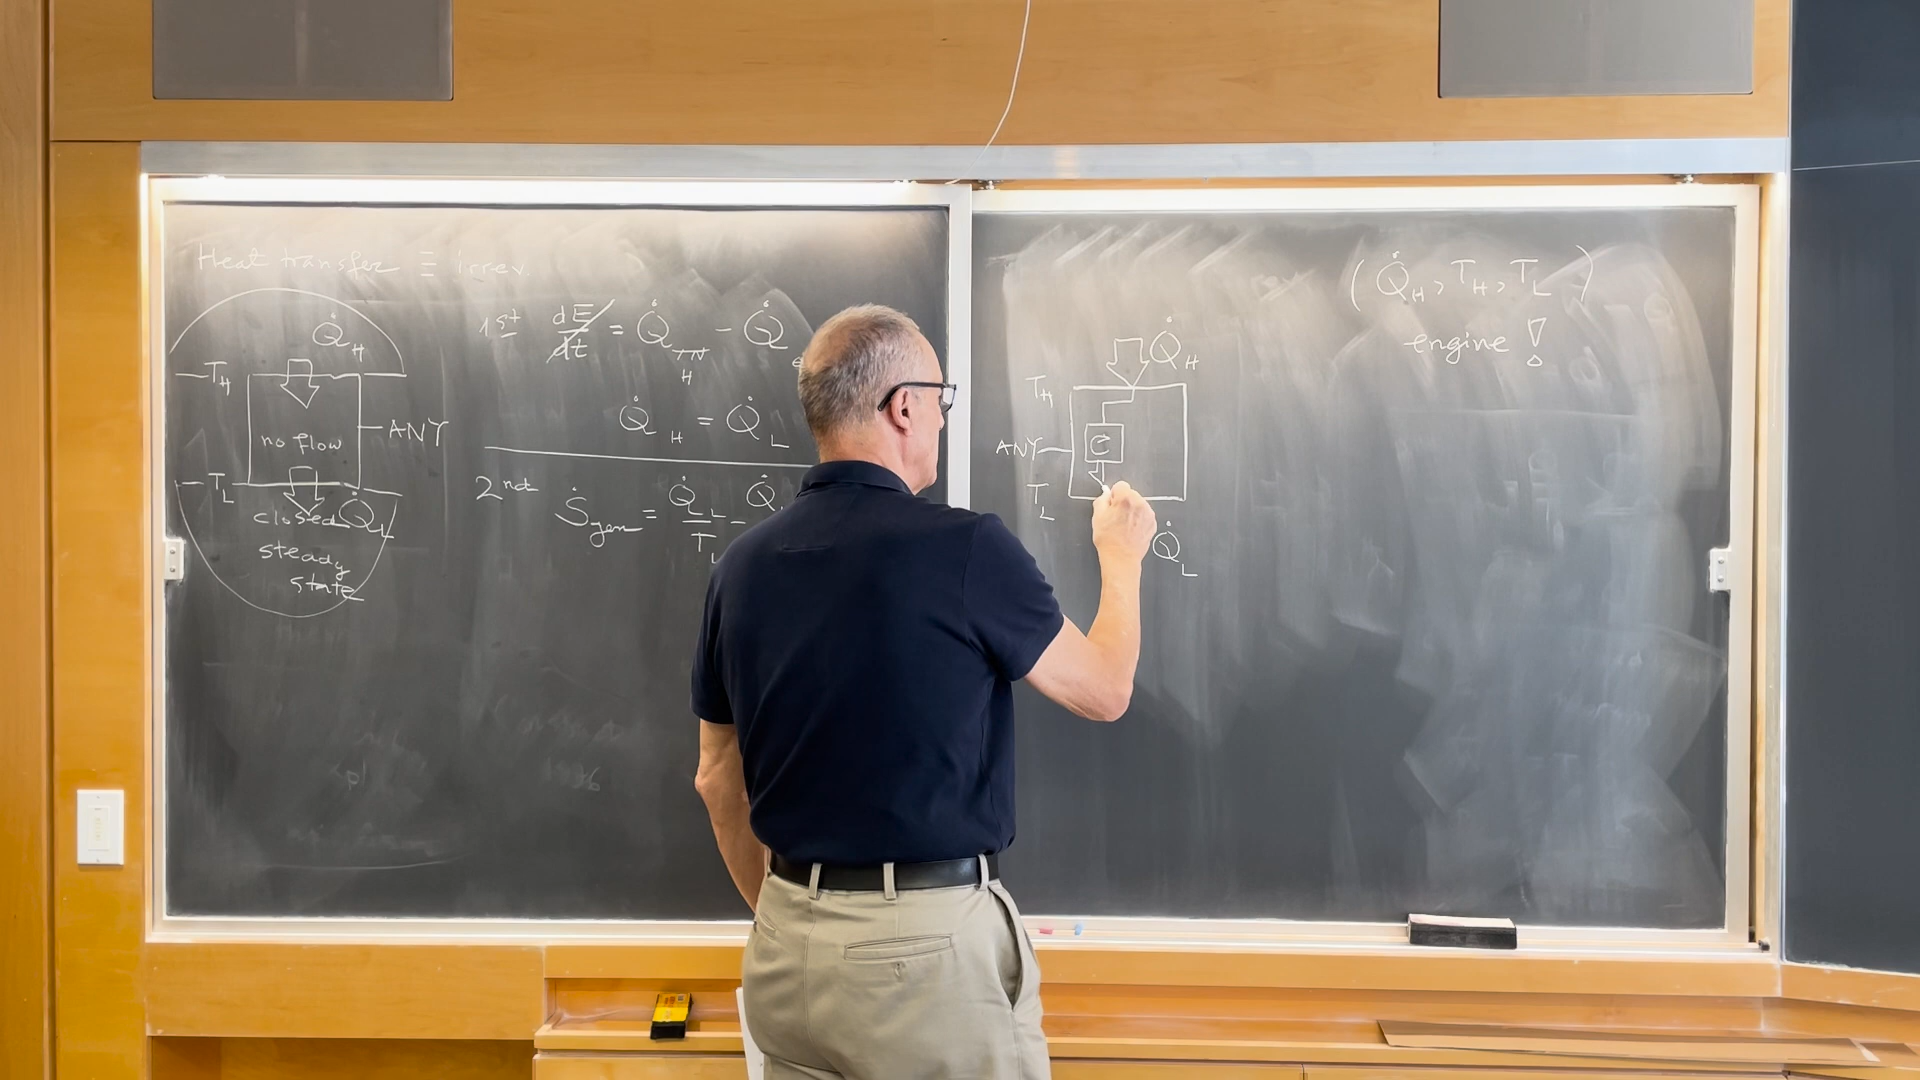 Heat transfer ≡ irrev.
Q̇H
TH
no flow
ANY
TL
Q̇L
closed
steady
state
1st dE/dt = Q̇IN - Q̇
H
Q̇H = Q̇L
2nd Ṡgen = Q̇L/TL - Q̇
(Q̇H, TH, TL)
engine!
Q̇H
TH
ANY
C
TL
Q̇L